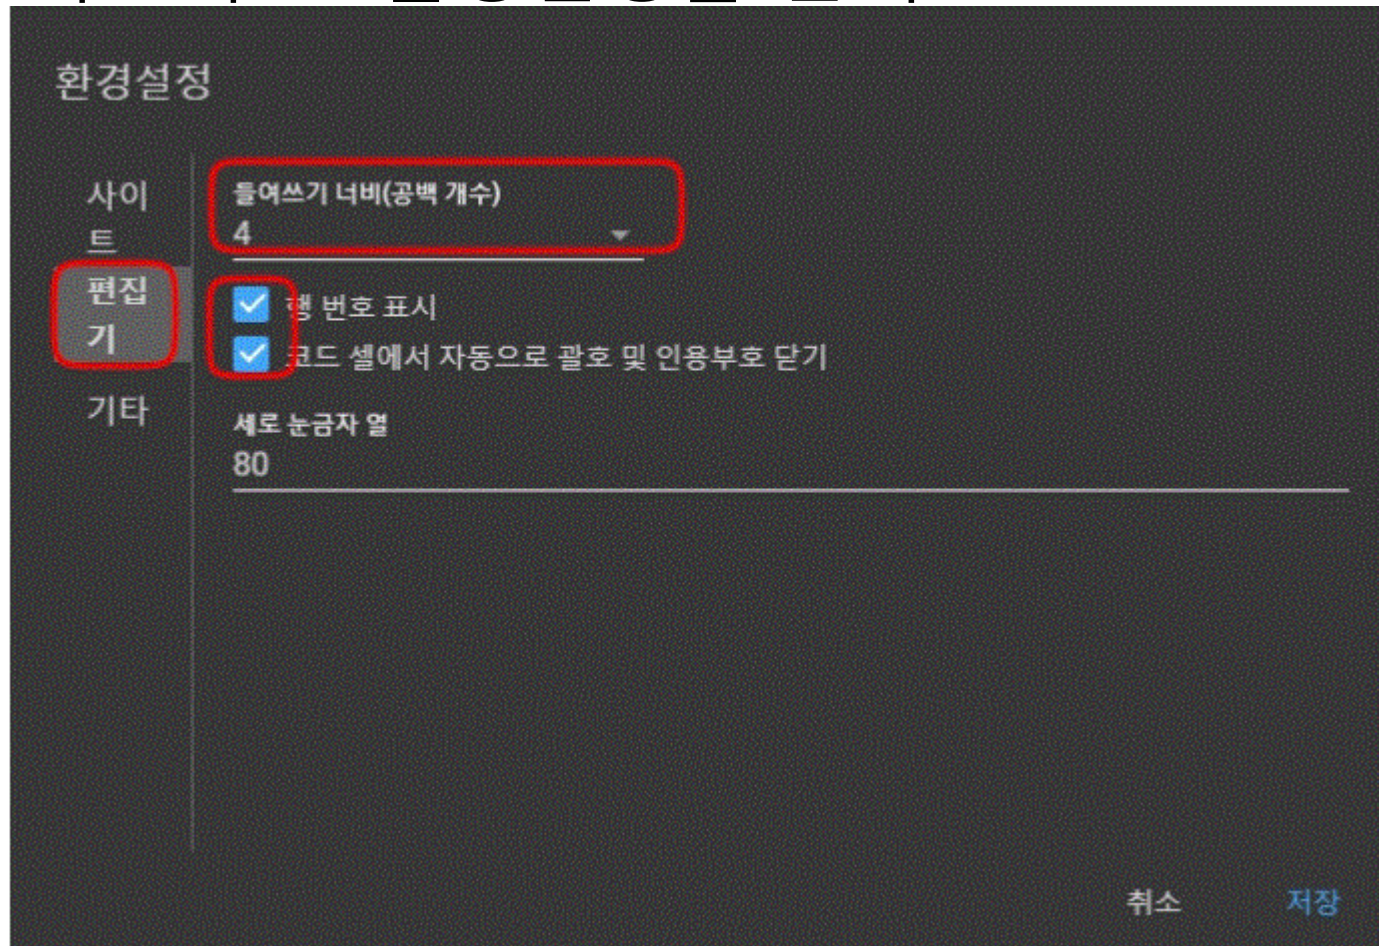 환경설정
사이
트
편집
기
기타
들여쓰기 너비(공백 개수)
4
행 번호 표시
코드 셀에서 자동으로 괄호 및 인용부호 닫기
세로 눈금자 열
80
취소
저장